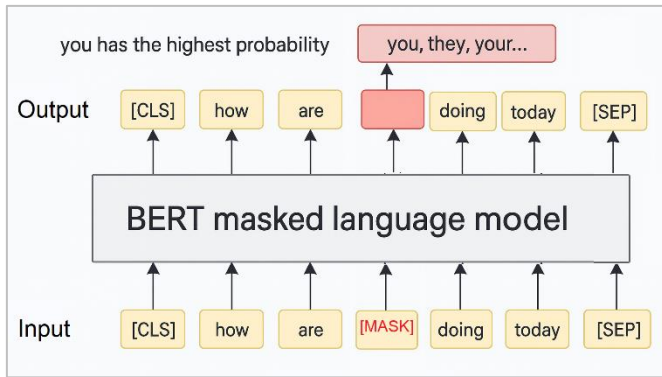 you has the highest probability
you, they, your...
Output
[CLS]
how
are
doing
today
[SEP]
BERT masked language model
Input
[CLS]
how
are
[MASK]
doing
today
[SEP]